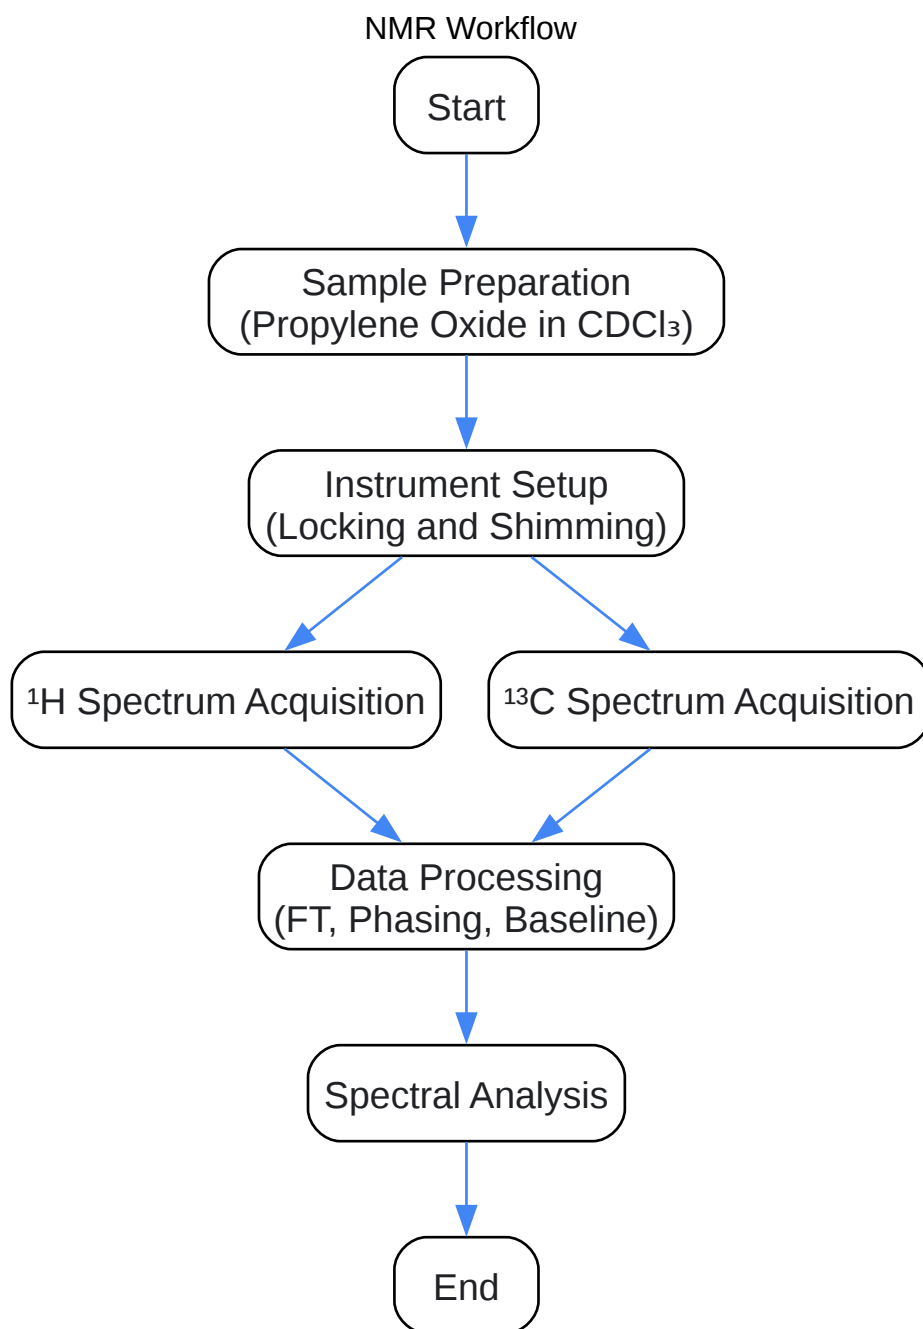 NMR Workflow
Start
Sample Preparation
(Propylene Oxide in CDCl₃)
Instrument Setup
(Locking and Shimming)
¹H Spectrum Acquisition
¹³C Spectrum Acquisition
Data Processing
(FT, Phasing, Baseline)
Spectral Analysis
End